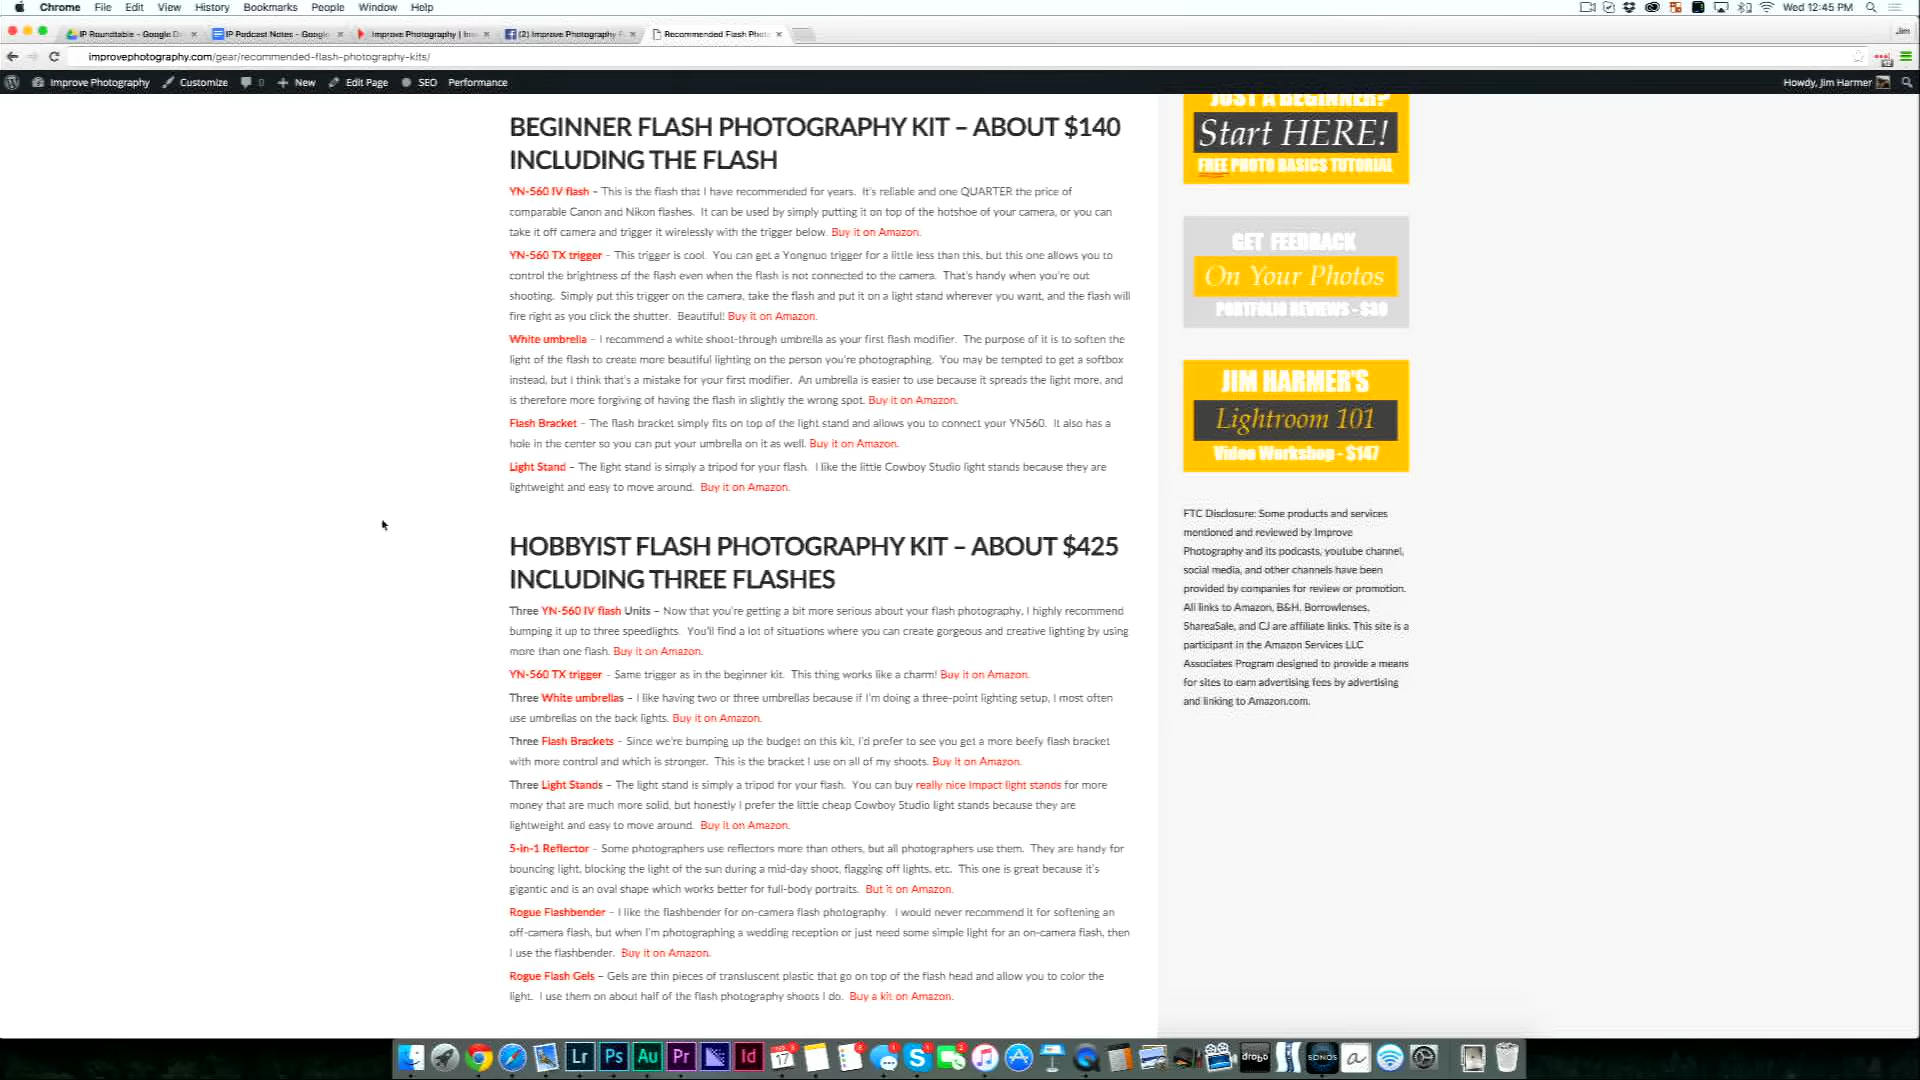 Chrome File Edit View History Bookmarks People Window Help Wed 12:45 PM
IP Roundtable - Google D IP Podcast Notes - Google Improve Photography | (2) Improve Photography Recommended Flash Phot Jim
improvephotography.com/gear/recommended-flash-photography-kits/
Improve Photography Customize 0 New Edit Page SEO Performance Howdy, Jim Harmer
BEGINNER FLASH PHOTOGRAPHY KIT – ABOUT $140
INCLUDING THE FLASH
YN-560 IV flash – This is the flash that I have recommended for years. It's reliable and one QUARTER the price of
comparable Canon and Nikon flashes. It can be used by simply putting it on top of the hotshoe of your camera, or you can
take it off camera and trigger it wirelessly with the trigger below. Buy it on Amazon.
YN-560 TX trigger – This trigger is cool. You can get a Yongnuo trigger for a little less than this, but this one allows you to
control the brightness of the flash even when the flash is not connected to the camera. That's handy when you're out
shooting. Simply put this trigger on the camera, take the flash and put it on a light stand wherever you want, and the flash will
fire right as you click the shutter. Beautiful! Buy it on Amazon.
White umbrella – I recommend a white shoot-through umbrella as your first flash modifier. The purpose of it is to soften the
light of the flash to create more beautiful lighting on the person you're photographing. You may be tempted to get a softbox
instead, but I think that's a mistake for your first modifier. An umbrella is easier to use because it spreads the light more, and
is therefore more forgiving of having the flash in slightly the wrong spot. Buy it on Amazon.
Flash Bracket – The flash bracket simply fits on top of the light stand and allows you to connect your YN560. It also has a
hole in the center so you can put your umbrella on it as well. Buy it on Amazon.
Light Stand – The light stand is simply a tripod for your flash. I like the little Cowboy Studio light stands because they are
lightweight and easy to move around. Buy it on Amazon.
HOBBYIST FLASH PHOTOGRAPHY KIT – ABOUT $425
INCLUDING THREE FLASHES
Three YN-560 IV flash Units – Now that you're getting a bit more serious about your flash photography, I highly recommend
bumping it up to three speedlights. You'll find a lot of situations where you can create gorgeous and creative lighting by using
more than one flash. Buy it on Amazon.
YN-560 TX trigger – Same trigger as in the beginner kit. This thing works like a charm! Buy it on Amazon.
Three White umbrellas – I like having two or three umbrellas because if I'm doing a three-point lighting setup, I most often
use umbrellas on the back lights. Buy it on Amazon.
Three Flash Brackets – Since we're bumping up the budget on this kit, I'd prefer to see you get a more beefy flash bracket
with more control and which is stronger. This is the bracket I use on all of my shoots. Buy it on Amazon.
Three Light Stands – The light stand is simply a tripod for your flash. You can buy really nice Impact light stands for more
money that are much more solid, but honestly I prefer the little cheap Cowboy Studio light stands because they are
lightweight and easy to move around. Buy it on Amazon.
5-in-1 Reflector – Some photographers use reflectors more than others, but all photographers use them. They are handy for
bouncing light, blocking the light of the sun during a mid-day shoot, flagging off lights, etc. This one is great because it's
gigantic and is an oval shape which works better for full-body portraits. But it on Amazon.
Rogue Flashbender – I like the flashbender for on-camera flash photography. I would never recommend it for softening an
off-camera flash, but when I'm photographing a wedding reception or just need some simple light for an on-camera flash, then
I use the flashbender. Buy it on Amazon.
Rogue Flash Gels – Gels are thin pieces of transluscent plastic that go on top of the flash head and allow you to color the
light. I use them on about half of the flash photography shoots I do. Buy a kit on Amazon.
JUST A BEGINNER?
Start HERE!
FREE PHOTO BASICS TUTORIAL
GET FEEDBACK
On Your Photos
PORTFOLIO REVIEWS - $30
JIM HARMER'S
Lightroom 101
Video Workshop - $147
FTC Disclosure: Some products and services
mentioned and reviewed by Improve
Photography and its podcasts, youtube channel,
social media, and other channels have been
provided by companies for review or promotion.
All links to Amazon, B&H, Borrowlenses,
ShareaSale, and CJ are affiliate links. This site is a
participant in the Amazon Services LLC
Associates Program designed to provide a means
for sites to earn advertising fees by advertising
and linking to Amazon.com.
Lr Ps Au Pr Id 17 drobo SONOS a